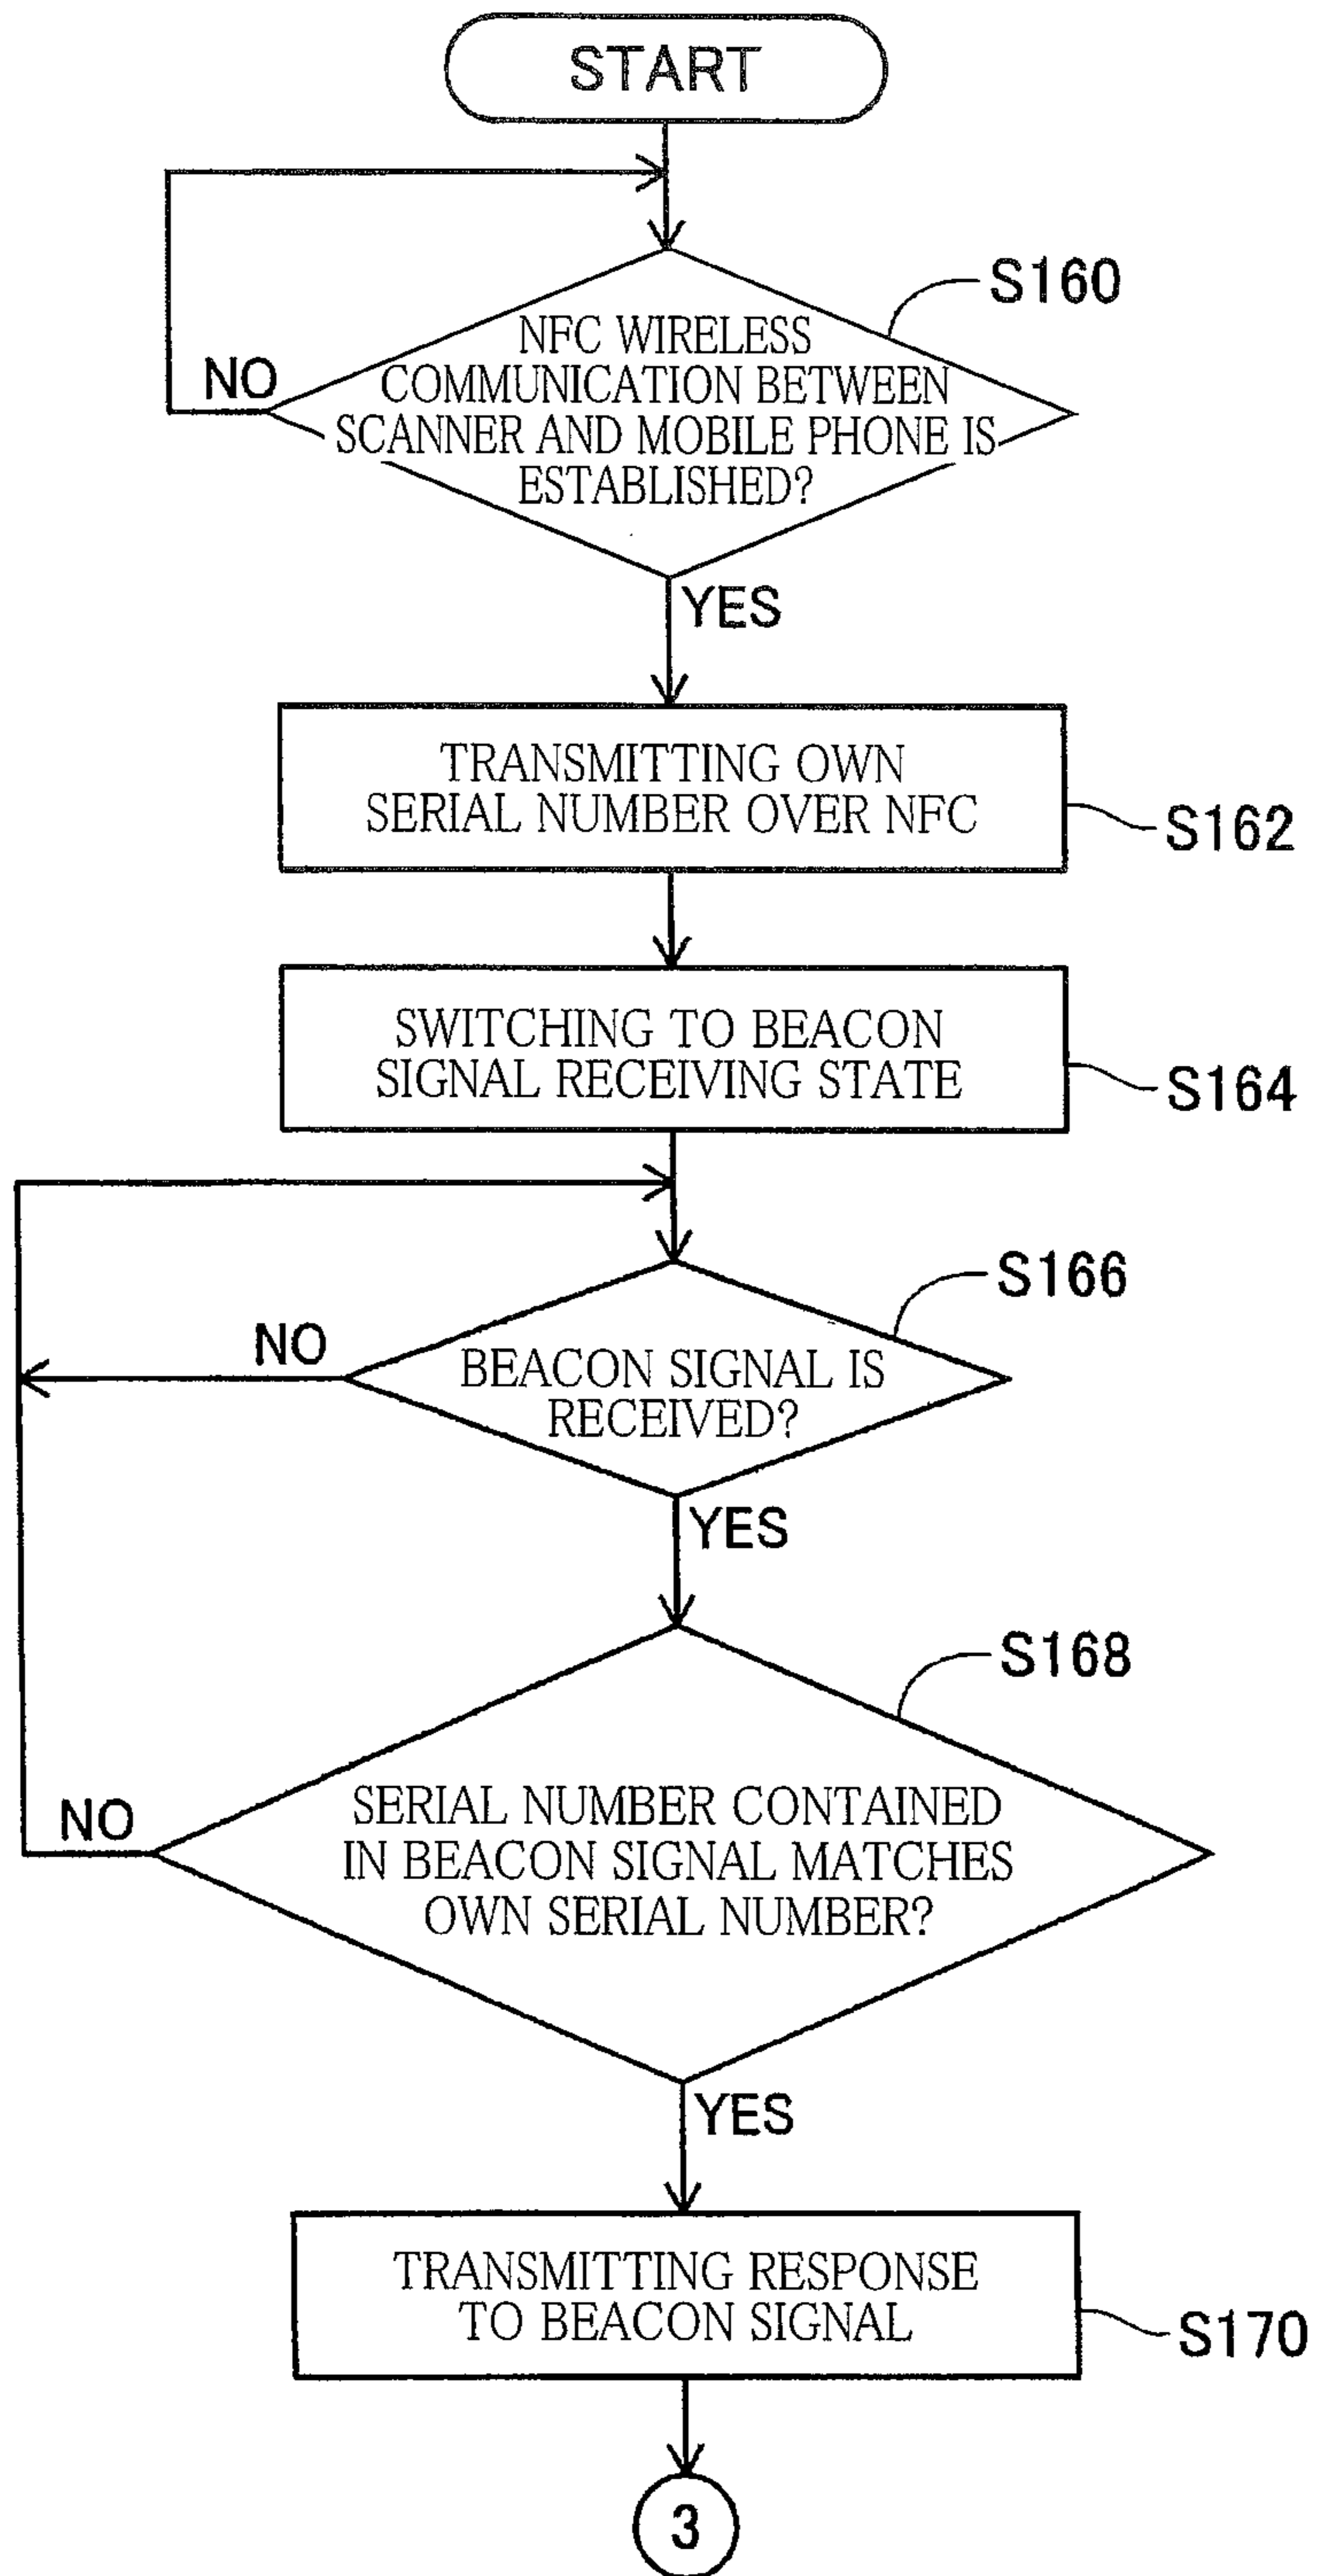 START
S160
NFC WIRELESS
COMMUNICATION BETWEEN
SCANNER AND MOBILE PHONE IS
ESTABLISHED?
NO
YES
TRANSMITTING OWN
SERIAL NUMBER OVER NFC
S162
SWITCHING TO BEACON
SIGNAL RECEIVING STATE
S164
S166
NO
BEACON SIGNAL IS
RECEIVED?
YES
S168
NO
SERIAL NUMBER CONTAINED
IN BEACON SIGNAL MATCHES
OWN SERIAL NUMBER?
YES
TRANSMITTING RESPONSE
TO BEACON SIGNAL
S170
3